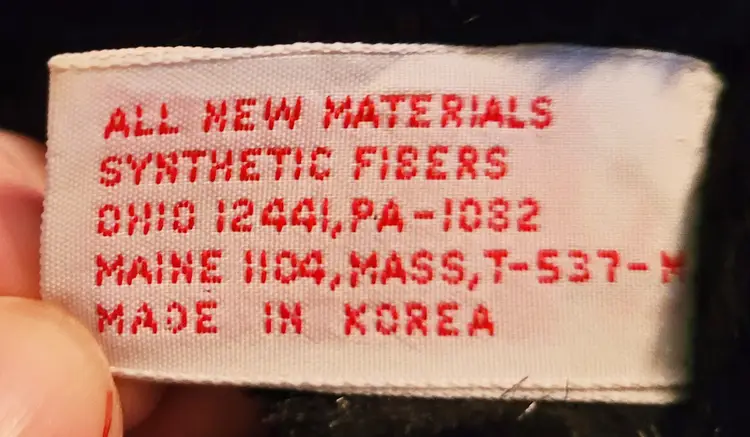 ALL NEW MATERIALS
SYNTHETIC FIBERS
OHIO 12441,PA-1082
MAINE 1104,MASS,T-537-M
MADE IN KOREA